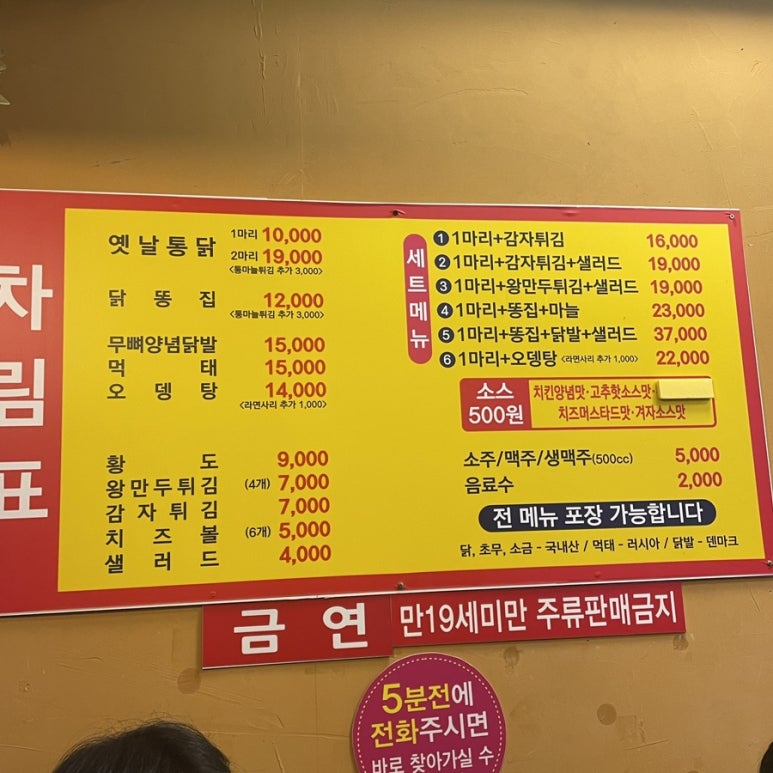 차림표
옛날통닭 1마리 10,000
2마리 19,000
<통마늘튀김 추가 3,000>
닭똥집 12,000
<통마늘튀김 추가 3,000>
무뼈양념닭발 15,000
먹태 15,000
오뎅탕 14,000
<라면사리 추가 1,000>
황도 9,000
왕만두튀김 (4개) 7,000
감자튀김 7,000
치즈볼 (6개) 5,000
샐러드 4,000
세트메뉴
1 1마리+감자튀김 16,000
2 1마리+감자튀김+샐러드 19,000
3 1마리+왕만두튀김+샐러드 19,000
4 1마리+똥집+마늘 23,000
5 1마리+똥집+닭발+샐러드 37,000
6 1마리+오뎅탕 <라면사리 추가 1,000> 22,000
소스
500원
치킨양념맛·고추핫소스맛·
치즈머스타드맛·겨자소스맛
소주/맥주/생맥주(500cc) 5,000
음료수 2,000
전 메뉴 포장 가능합니다
닭, 초무, 소금 - 국내산 / 먹태 - 러시아 / 닭발 - 덴마크
금연 만19세미만 주류판매금지
5분전에
전화주시면
바로 찾아가실 수